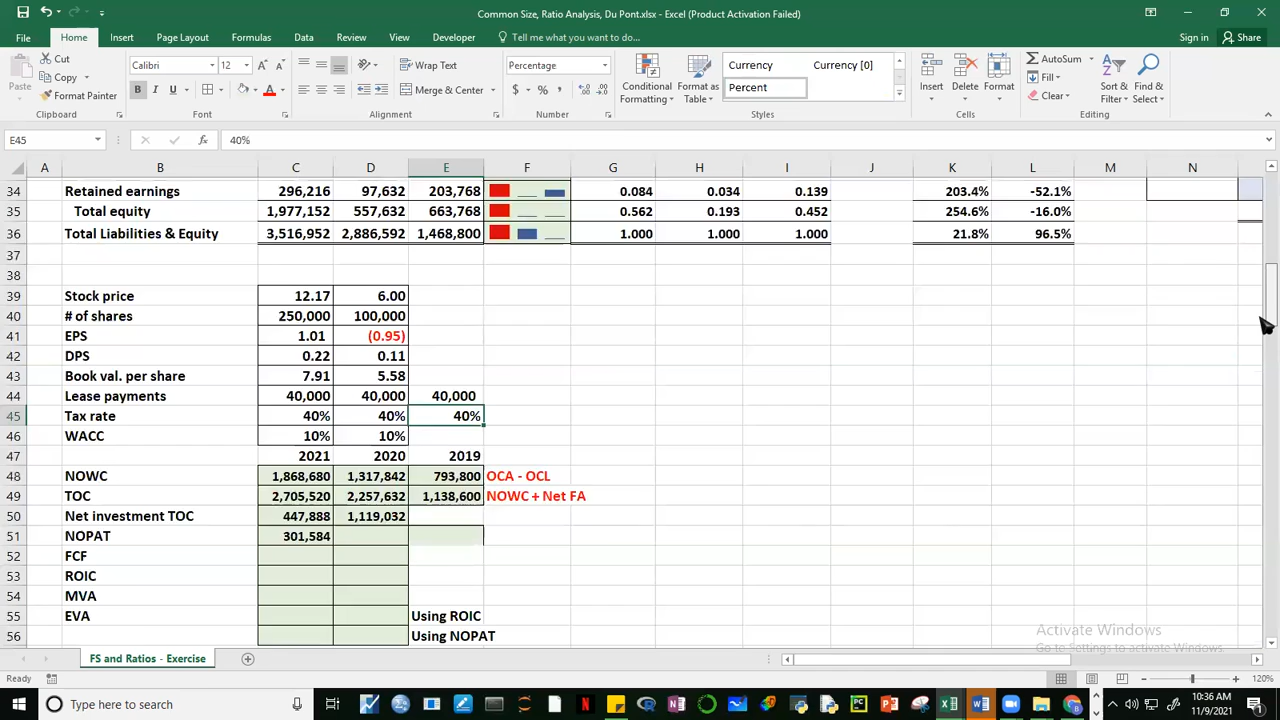 Common Size, Ratio Analysis, Du Pont.xlsx - Excel (Product Activation Failed)
File Home Insert Page Layout Formulas Data Review View Developer Tell me what you want to do... Sign in Share
Paste Cut Copy Format Painter
Calibri 12 B I U
Wrap Text Merge & Center
Percentage $ % ,
Conditional Formatting Format as Table
Currency Currency [0] Percent
Insert Delete Format
AutoSum Fill Clear Sort & Filter Find & Select
Clipboard Font Alignment Number Styles Cells Editing
E45 fx 40%
A B C D E F G H I J K L M N
34 Retained earnings 296,216 97,632 203,768 0.084 0.034 0.139 203.4% -52.1%
35 Total equity 1,977,152 557,632 663,768 0.562 0.193 0.452 254.6% -16.0%
36 Total Liabilities & Equity 3,516,952 2,886,592 1,468,800 1.000 1.000 1.000 21.8% 96.5%
37
38
39 Stock price 12.17 6.00
40 # of shares 250,000 100,000
41 EPS 1.01 (0.95)
42 DPS 0.22 0.11
43 Book val. per share 7.91 5.58
44 Lease payments 40,000 40,000 40,000
45 Tax rate 40% 40% 40%
46 WACC 10% 10%
47 2021 2020 2019
48 NOWC 1,868,680 1,317,842 793,800 OCA - OCL
49 TOC 2,705,520 2,257,632 1,138,600 NOWC + Net FA
50 Net investment TOC 447,888 1,119,032
51 NOPAT 301,584
52 FCF
53 ROIC
54 MVA
55 EVA Using ROIC
56 Using NOPAT
Activate Windows
Go to Settings to activate Windows.
FS and Ratios - Exercise
Ready 120%
Type here to search
10:36 AM
11/9/2021